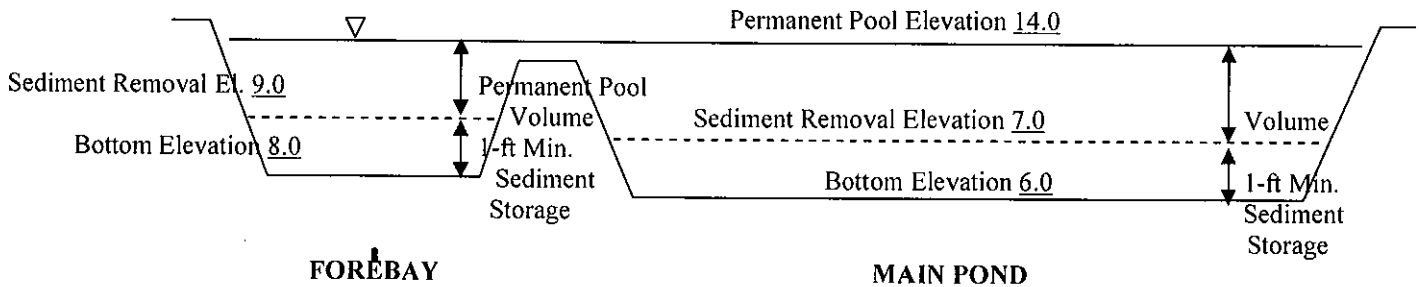 Permanent Pool Elevation 14.0
Sediment Removal El. 9.0
Permanent Pool
Volume
Bottom Elevation 8.0
1-ft Min.
Sediment
Storage
Sediment Removal Elevation 7.0
Volume
Bottom Elevation 6.0
1-ft Min.
Sediment
Storage
FOREBAY
MAIN POND